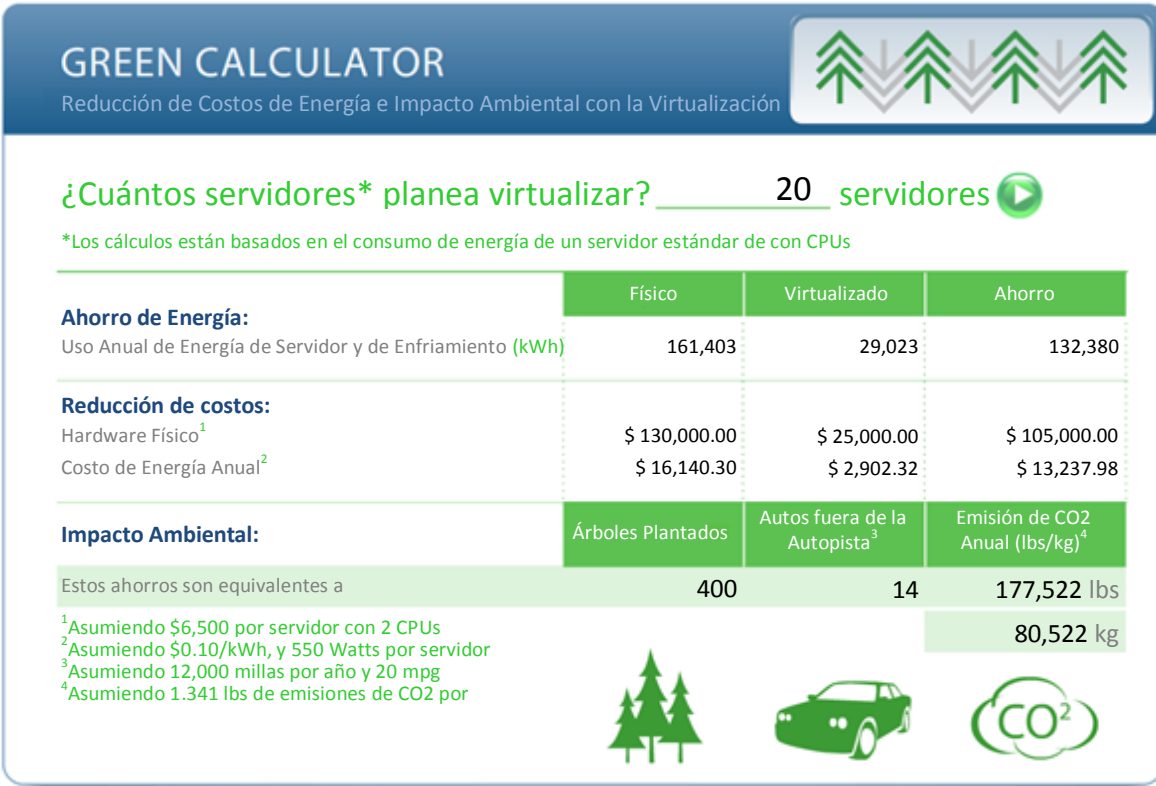 GREEN CALCULATOR
Reducción de Costos de Energía e Impacto Ambiental con la Virtualización
¿Cuántos servidores* planea virtualizar? 20 servidores
*Los cálculos están basados en el consumo de energía de un servidor estándar de con CPUs
Físico Virtualizado Ahorro
Ahorro de Energía:
Uso Anual de Energía de Servidor y de Enfriamiento (kWh) 161,403 29,023 132,380
Reducción de costos:
Hardware Físico1 $ 130,000.00 $ 25,000.00 $ 105,000.00
Costo de Energía Anual2 $ 16,140.30 $ 2,902.32 $ 13,237.98
Impacto Ambiental: Árboles Plantados Autos fuera de la Autopista3 Emisión de CO2 Anual (lbs/kg)4
Estos ahorros son equivalentes a 400 14 177,522 lbs
80,522 kg
1Asumiendo $6,500 por servidor con 2 CPUs
2Asumiendo $0.10/kWh, y 550 Watts por servidor
3Asumiendo 12,000 millas por año y 20 mpg
4Asumiendo 1.341 lbs de emisiones de CO2 por
CO2